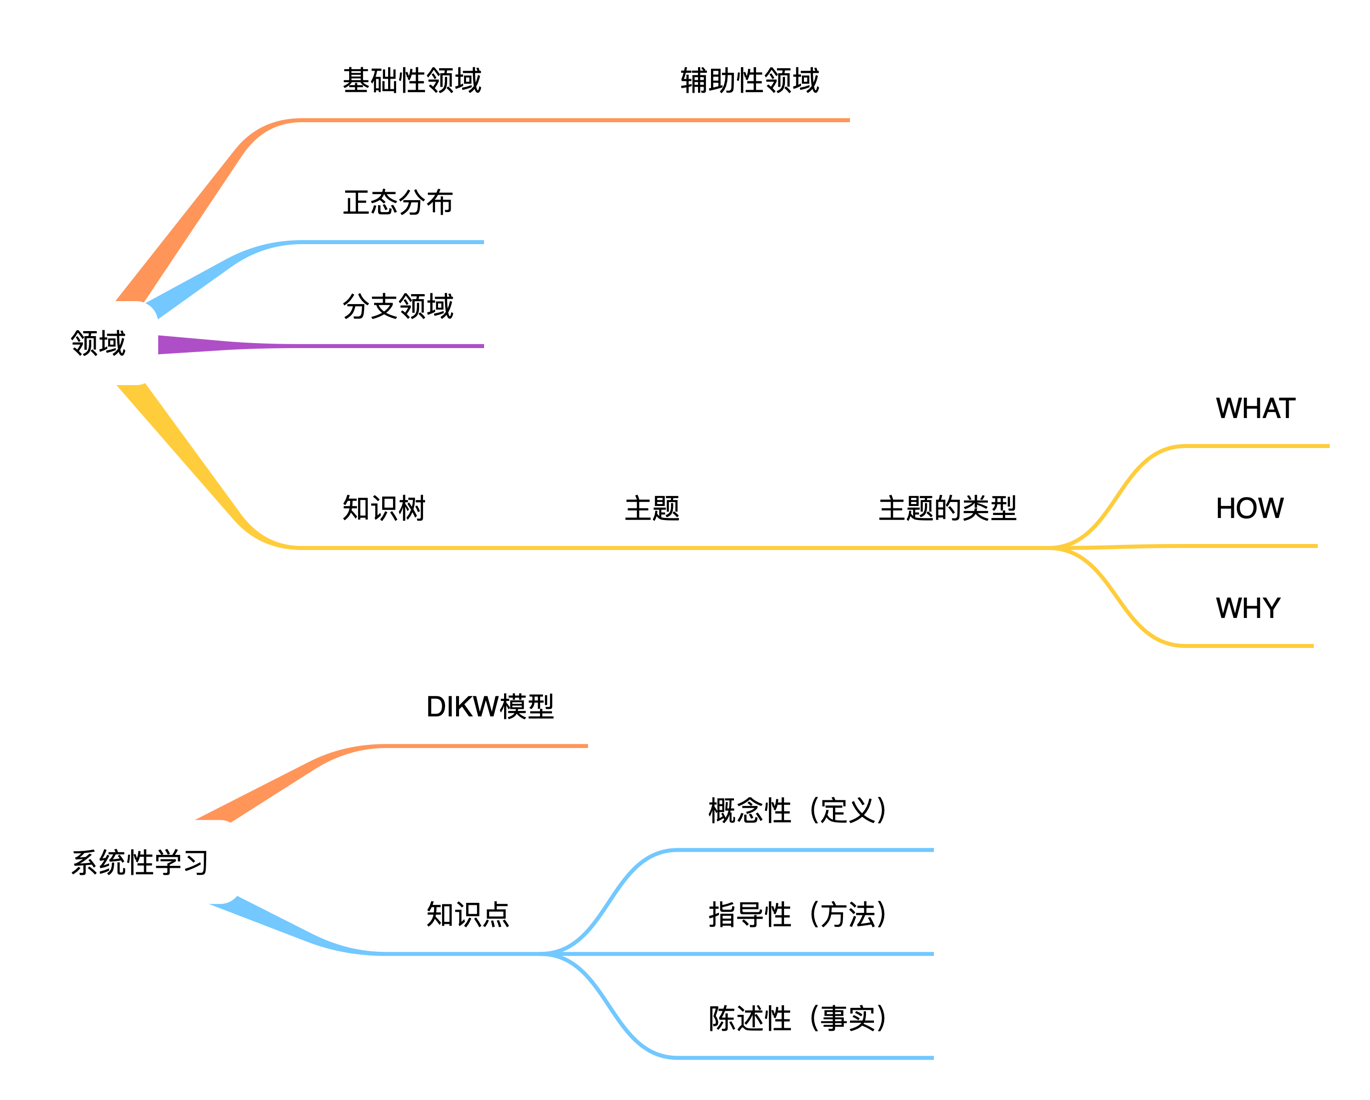 基础性领域
辅助性领域
正态分布
分支领域
领域
知识树
主题
主题的类型
WHAT
HOW
WHY
DIKW模型
系统性学习
知识点
概念性（定义）
指导性（方法）
陈述性（事实）